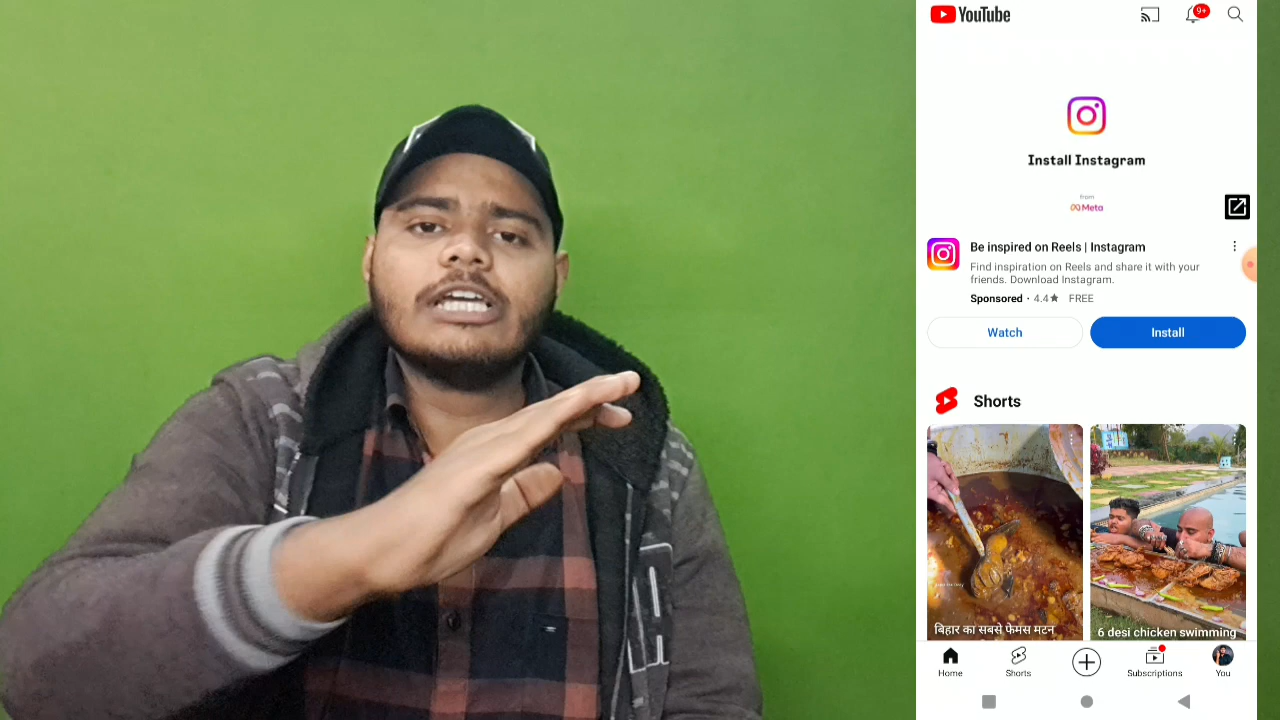 YouTube
9+
Install Instagram
from
Meta
Be inspired on Reels | Instagram
Find inspiration on Reels and share it with your
friends. Download Instagram.
Sponsored · 4.4★ FREE
Watch
Install
Shorts
बिहार का सबसे फेमस मटन
6 desi chicken swimming
Home
Shorts
Subscriptions
You